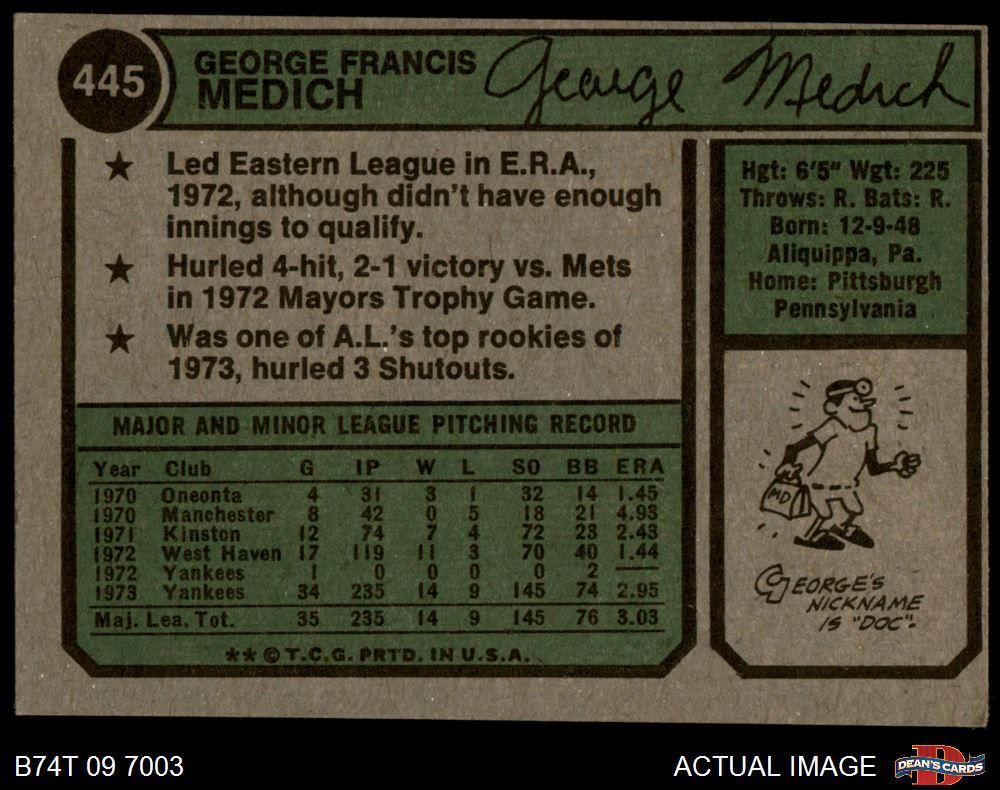 445
GEORGE FRANCIS
MEDICH
George Medich
★ Led Eastern League in E.R.A.,
1972, although didn't have enough
innings to qualify.
★ Hurled 4-hit, 2-1 victory vs. Mets
in 1972 Mayors Trophy Game.
★ Was one of A.L.'s top rookies of
1973, hurled 3 Shutouts.
Hgt: 6'5" Wgt: 225
Throws: R. Bats: R.
Born: 12-9-48
Aliquippa, Pa.
Home: Pittsburgh
Pennsylvania
MAJOR AND MINOR LEAGUE PITCHING RECORD
Year Club G IP W L SO BB ERA
1970 Oneonta 4 31 3 1 32 14 1.45
1970 Manchester 8 42 0 5 18 21 4.93
1971 Kinston 12 74 7 4 72 23 2.43
1972 West Haven 17 119 11 3 70 40 1.44
1972 Yankees 1 0 0 0 0 2 —
1973 Yankees 34 235 14 9 145 74 2.95
Maj. Lea. Tot. 35 235 14 9 145 76 3.03
★★ © T.C.G. PRTD. IN U.S.A.
MD
GEORGE'S
NICKNAME
IS "DOC".
B74T 09 7003
ACTUAL IMAGE
DEAN'S CARDS